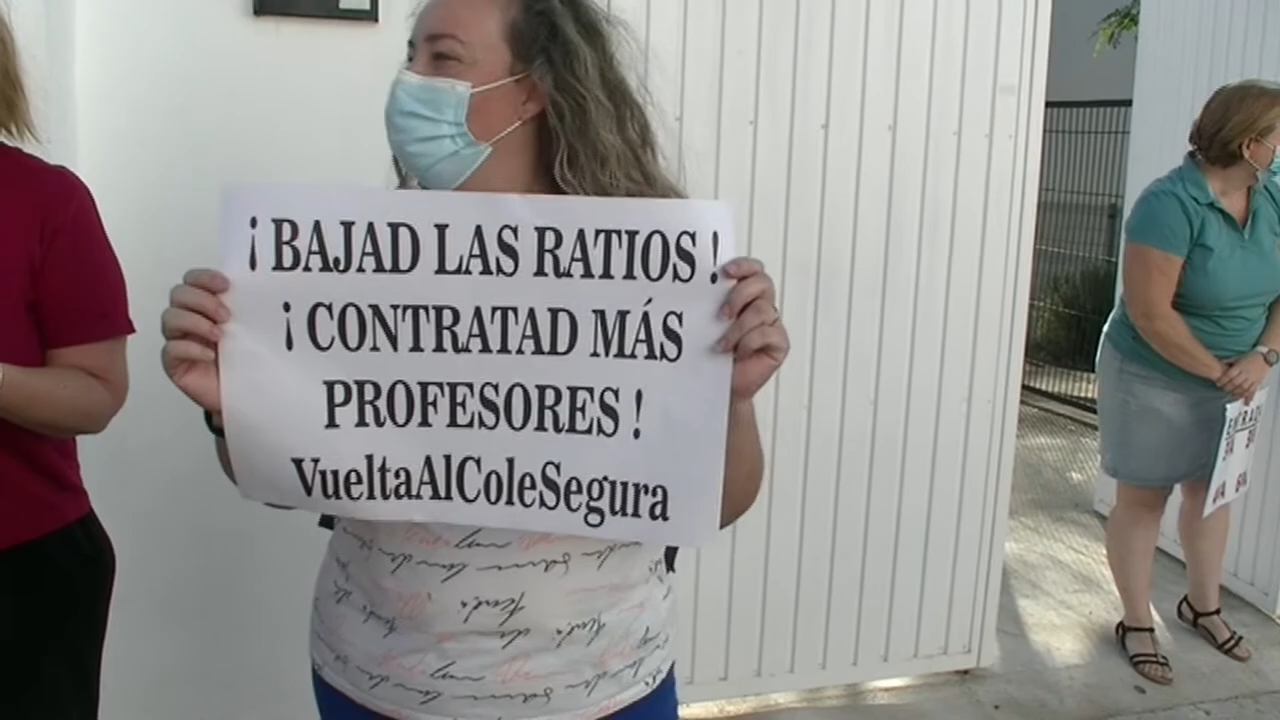 ¡ BAJAD LAS RATIOS !
¡ CONTRATAD MÁS
PROFESORES !
VueltaAlColeSegura